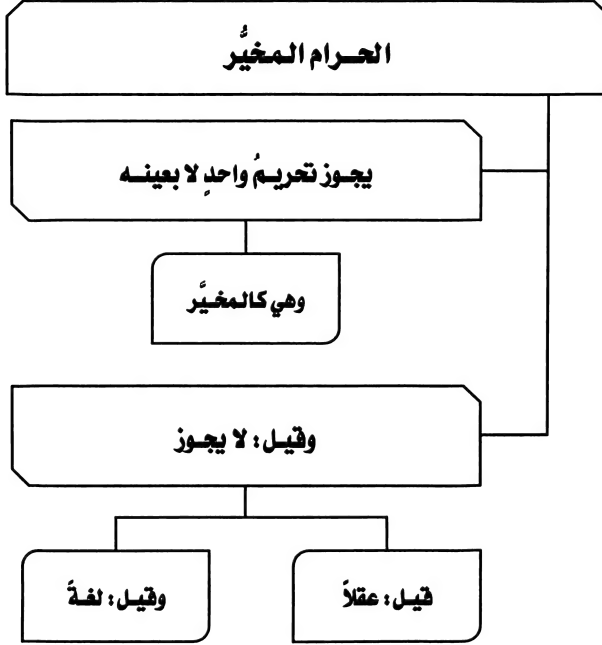 الحرام المخيَّر
يجوز تحريمُ واحدٍ لا بعينه
وهي كالمخيَّر
وقيل: لا يجوز
قيل: عقلاً
وقيل: لغةً